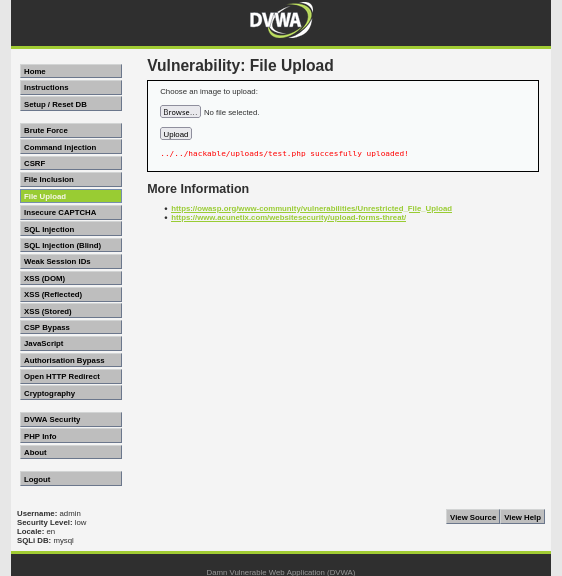 DVWA
Vulnerability: File Upload
Home
Instructions
Setup / Reset DB
Brute Force
Command Injection
CSRF
File Inclusion
File Upload
Insecure CAPTCHA
SQL Injection
SQL Injection (Blind)
Weak Session IDs
XSS (DOM)
XSS (Reflected)
XSS (Stored)
CSP Bypass
JavaScript
Authorisation Bypass
Open HTTP Redirect
Cryptography
DVWA Security
PHP Info
About
Logout
Choose an image to upload:
Browse... No file selected.
Upload
../../hackable/uploads/test.php succesfully uploaded!
More Information
• https://owasp.org/www-community/vulnerabilities/Unrestricted_File_Upload
• https://www.acunetix.com/websitesecurity/upload-forms-threat/
Username: admin
Security Level: low
Locale: en
SQLi DB: mysql
View Source View Help
Damn Vulnerable Web Application (DVWA)